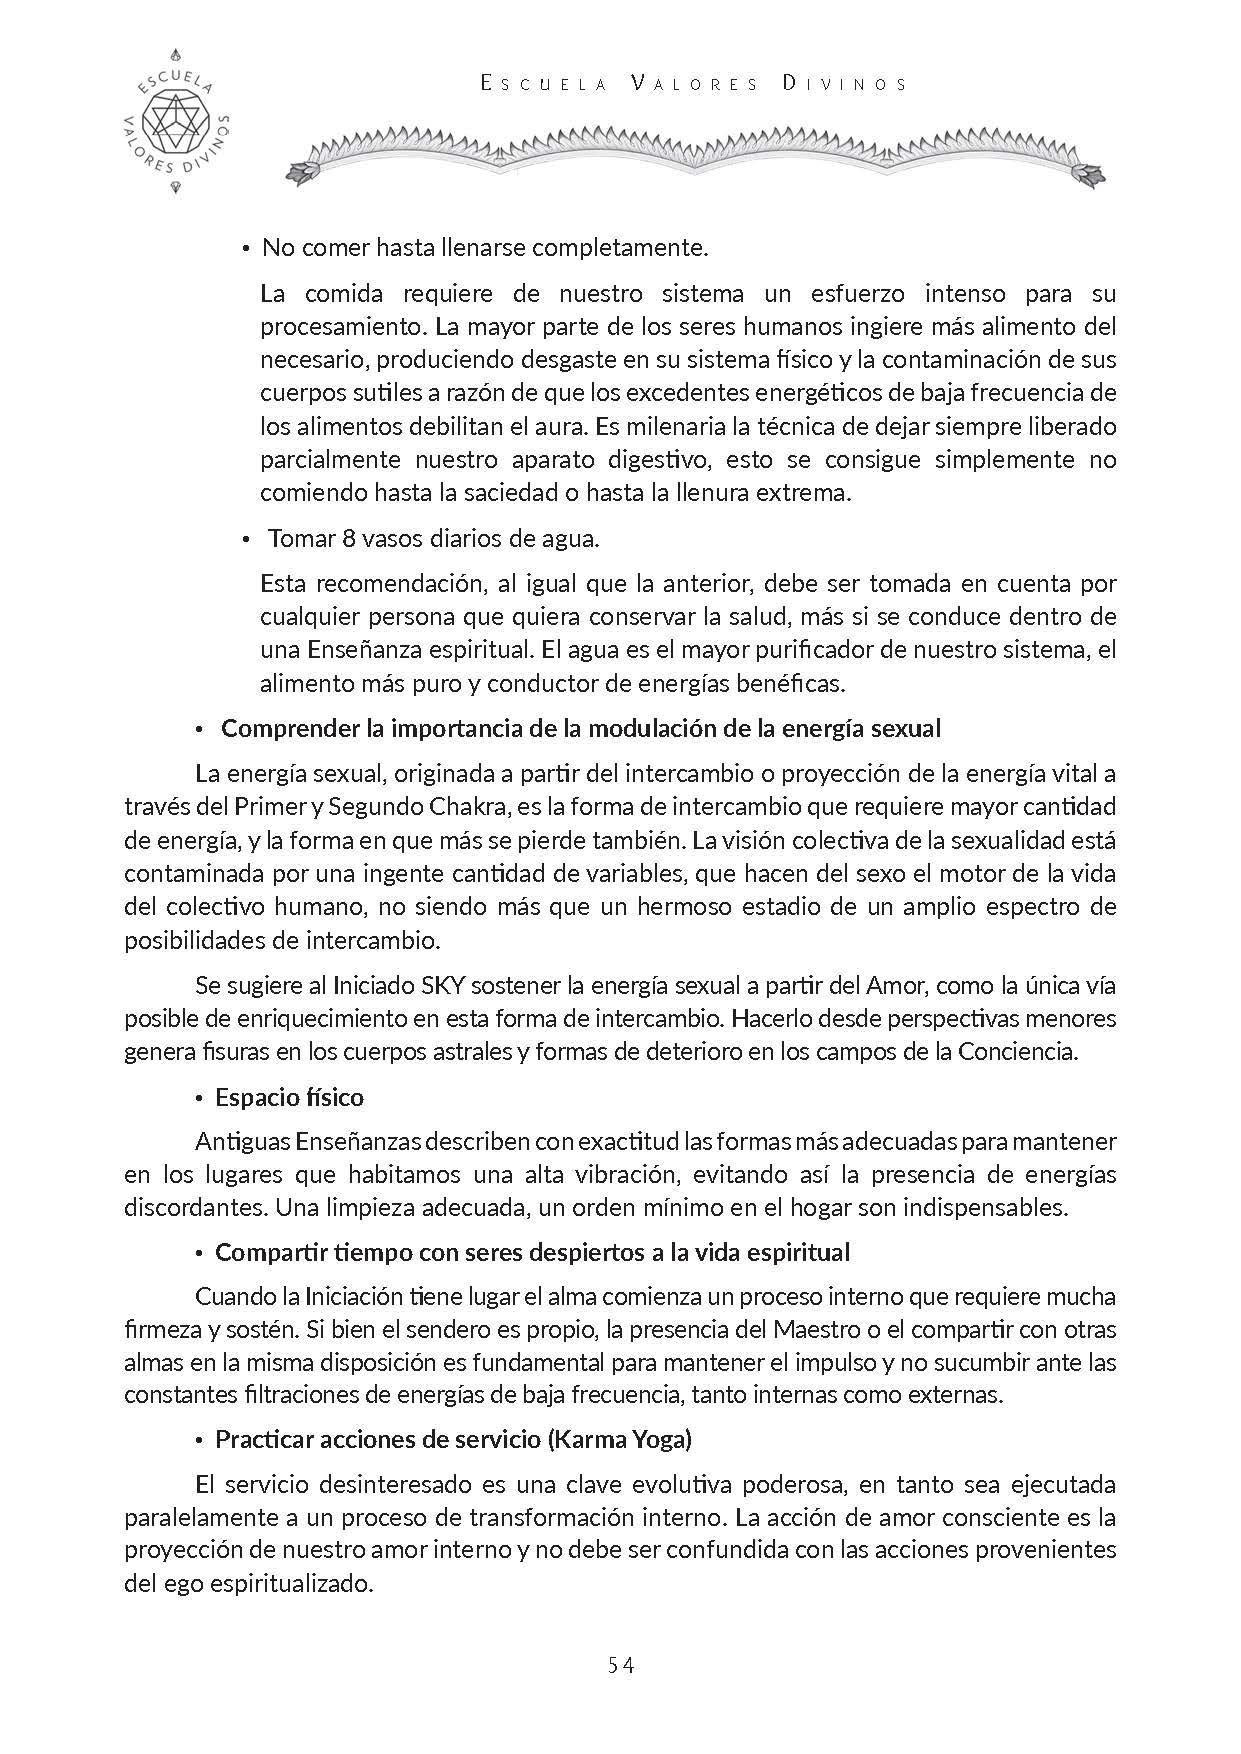 ESCUELA VALORES DIVINOS
ESCUELA VALORES DIVINOS
• No comer hasta llenarse completamente.
La comida requiere de nuestro sistema un esfuerzo intenso para su
procesamiento. La mayor parte de los seres humanos ingiere más alimento del
necesario, produciendo desgaste en su sistema físico y la contaminación de sus
cuerpos sutiles a razón de que los excedentes energéticos de baja frecuencia de
los alimentos debilitan el aura. Es milenaria la técnica de dejar siempre liberado
parcialmente nuestro aparato digestivo, esto se consigue simplemente no
comiendo hasta la saciedad o hasta la llenura extrema.
• Tomar 8 vasos diarios de agua.
Esta recomendación, al igual que la anterior, debe ser tomada en cuenta por
cualquier persona que quiera conservar la salud, más si se conduce dentro de
una Enseñanza espiritual. El agua es el mayor purificador de nuestro sistema, el
alimento más puro y conductor de energías benéficas.
• Comprender la importancia de la modulación de la energía sexual
La energía sexual, originada a partir del intercambio o proyección de la energía vital a
través del Primer y Segundo Chakra, es la forma de intercambio que requiere mayor cantidad
de energía, y la forma en que más se pierde también. La visión colectiva de la sexualidad está
contaminada por una ingente cantidad de variables, que hacen del sexo el motor de la vida
del colectivo humano, no siendo más que un hermoso estadio de un amplio espectro de
posibilidades de intercambio.
Se sugiere al Iniciado SKY sostener la energía sexual a partir del Amor, como la única vía
posible de enriquecimiento en esta forma de intercambio. Hacerlo desde perspectivas menores
genera fisuras en los cuerpos astrales y formas de deterioro en los campos de la Conciencia.
• Espacio físico
Antiguas Enseñanzas describen con exactitud las formas más adecuadas para mantener
en los lugares que habitamos una alta vibración, evitando así la presencia de energías
discordantes. Una limpieza adecuada, un orden mínimo en el hogar son indispensables.
• Compartir tiempo con seres despiertos a la vida espiritual
Cuando la Iniciación tiene lugar el alma comienza un proceso interno que requiere mucha
firmeza y sostén. Si bien el sendero es propio, la presencia del Maestro o el compartir con otras
almas en la misma disposición es fundamental para mantener el impulso y no sucumbir ante las
constantes filtraciones de energías de baja frecuencia, tanto internas como externas.
• Practicar acciones de servicio (Karma Yoga)
El servicio desinteresado es una clave evolutiva poderosa, en tanto sea ejecutada
paralelamente a un proceso de transformación interno. La acción de amor consciente es la
proyección de nuestro amor interno y no debe ser confundida con las acciones provenientes
del ego espiritualizado.
54